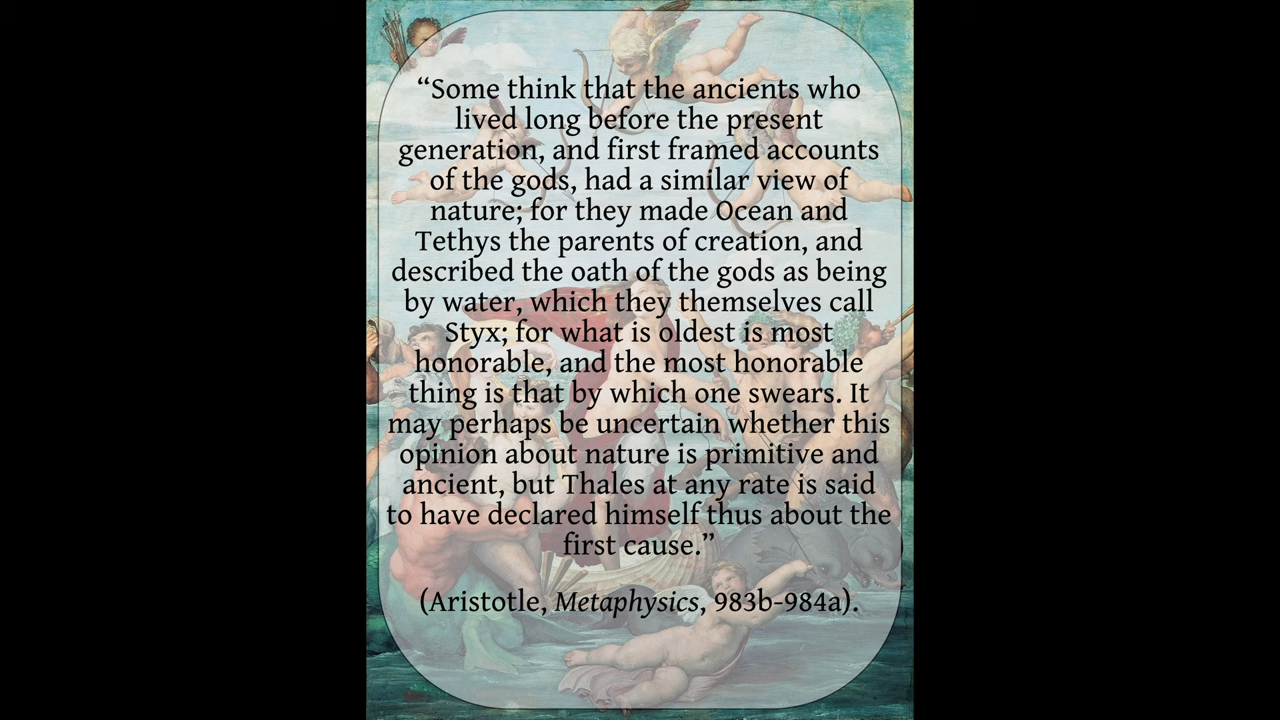 “Some think that the ancients who
lived long before the present
generation, and first framed accounts
of the gods, had a similar view of
nature; for they made Ocean and
Tethys the parents of creation, and
described the oath of the gods as being
by water, which they themselves call
Styx; for what is oldest is most
honorable, and the most honorable
thing is that by which one swears. It
may perhaps be uncertain whether this
opinion about nature is primitive and
ancient, but Thales at any rate is said
to have declared himself thus about the
first cause.”
(Aristotle, Metaphysics, 983b-984a).